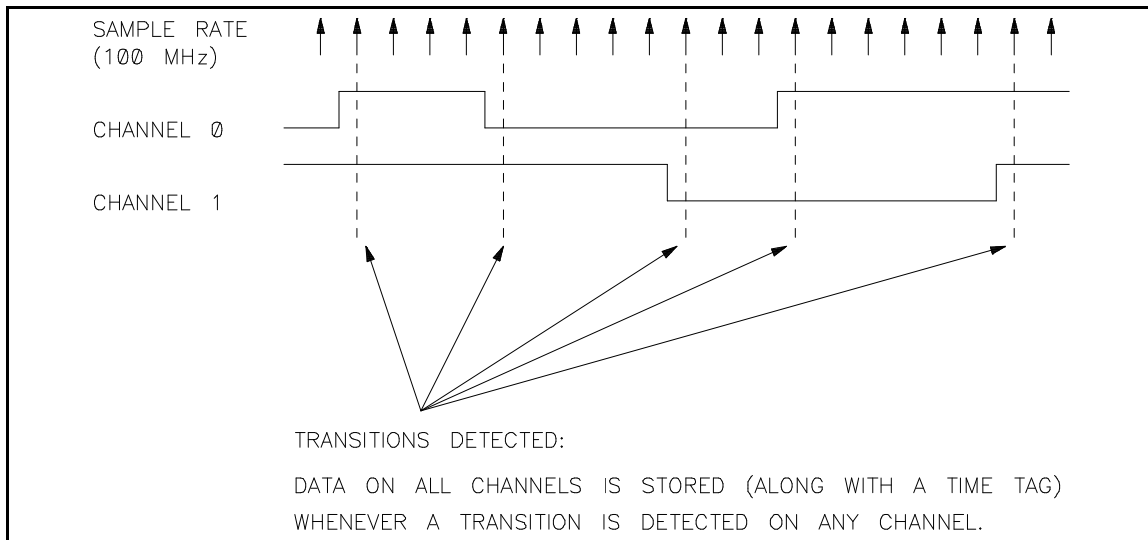 SAMPLE RATE
(100 MHz)
CHANNEL 0
CHANNEL 1
TRANSITIONS DETECTED:
DATA ON ALL CHANNELS IS STORED (ALONG WITH A TIME TAG)
WHENEVER A TRANSITION IS DETECTED ON ANY CHANNEL.